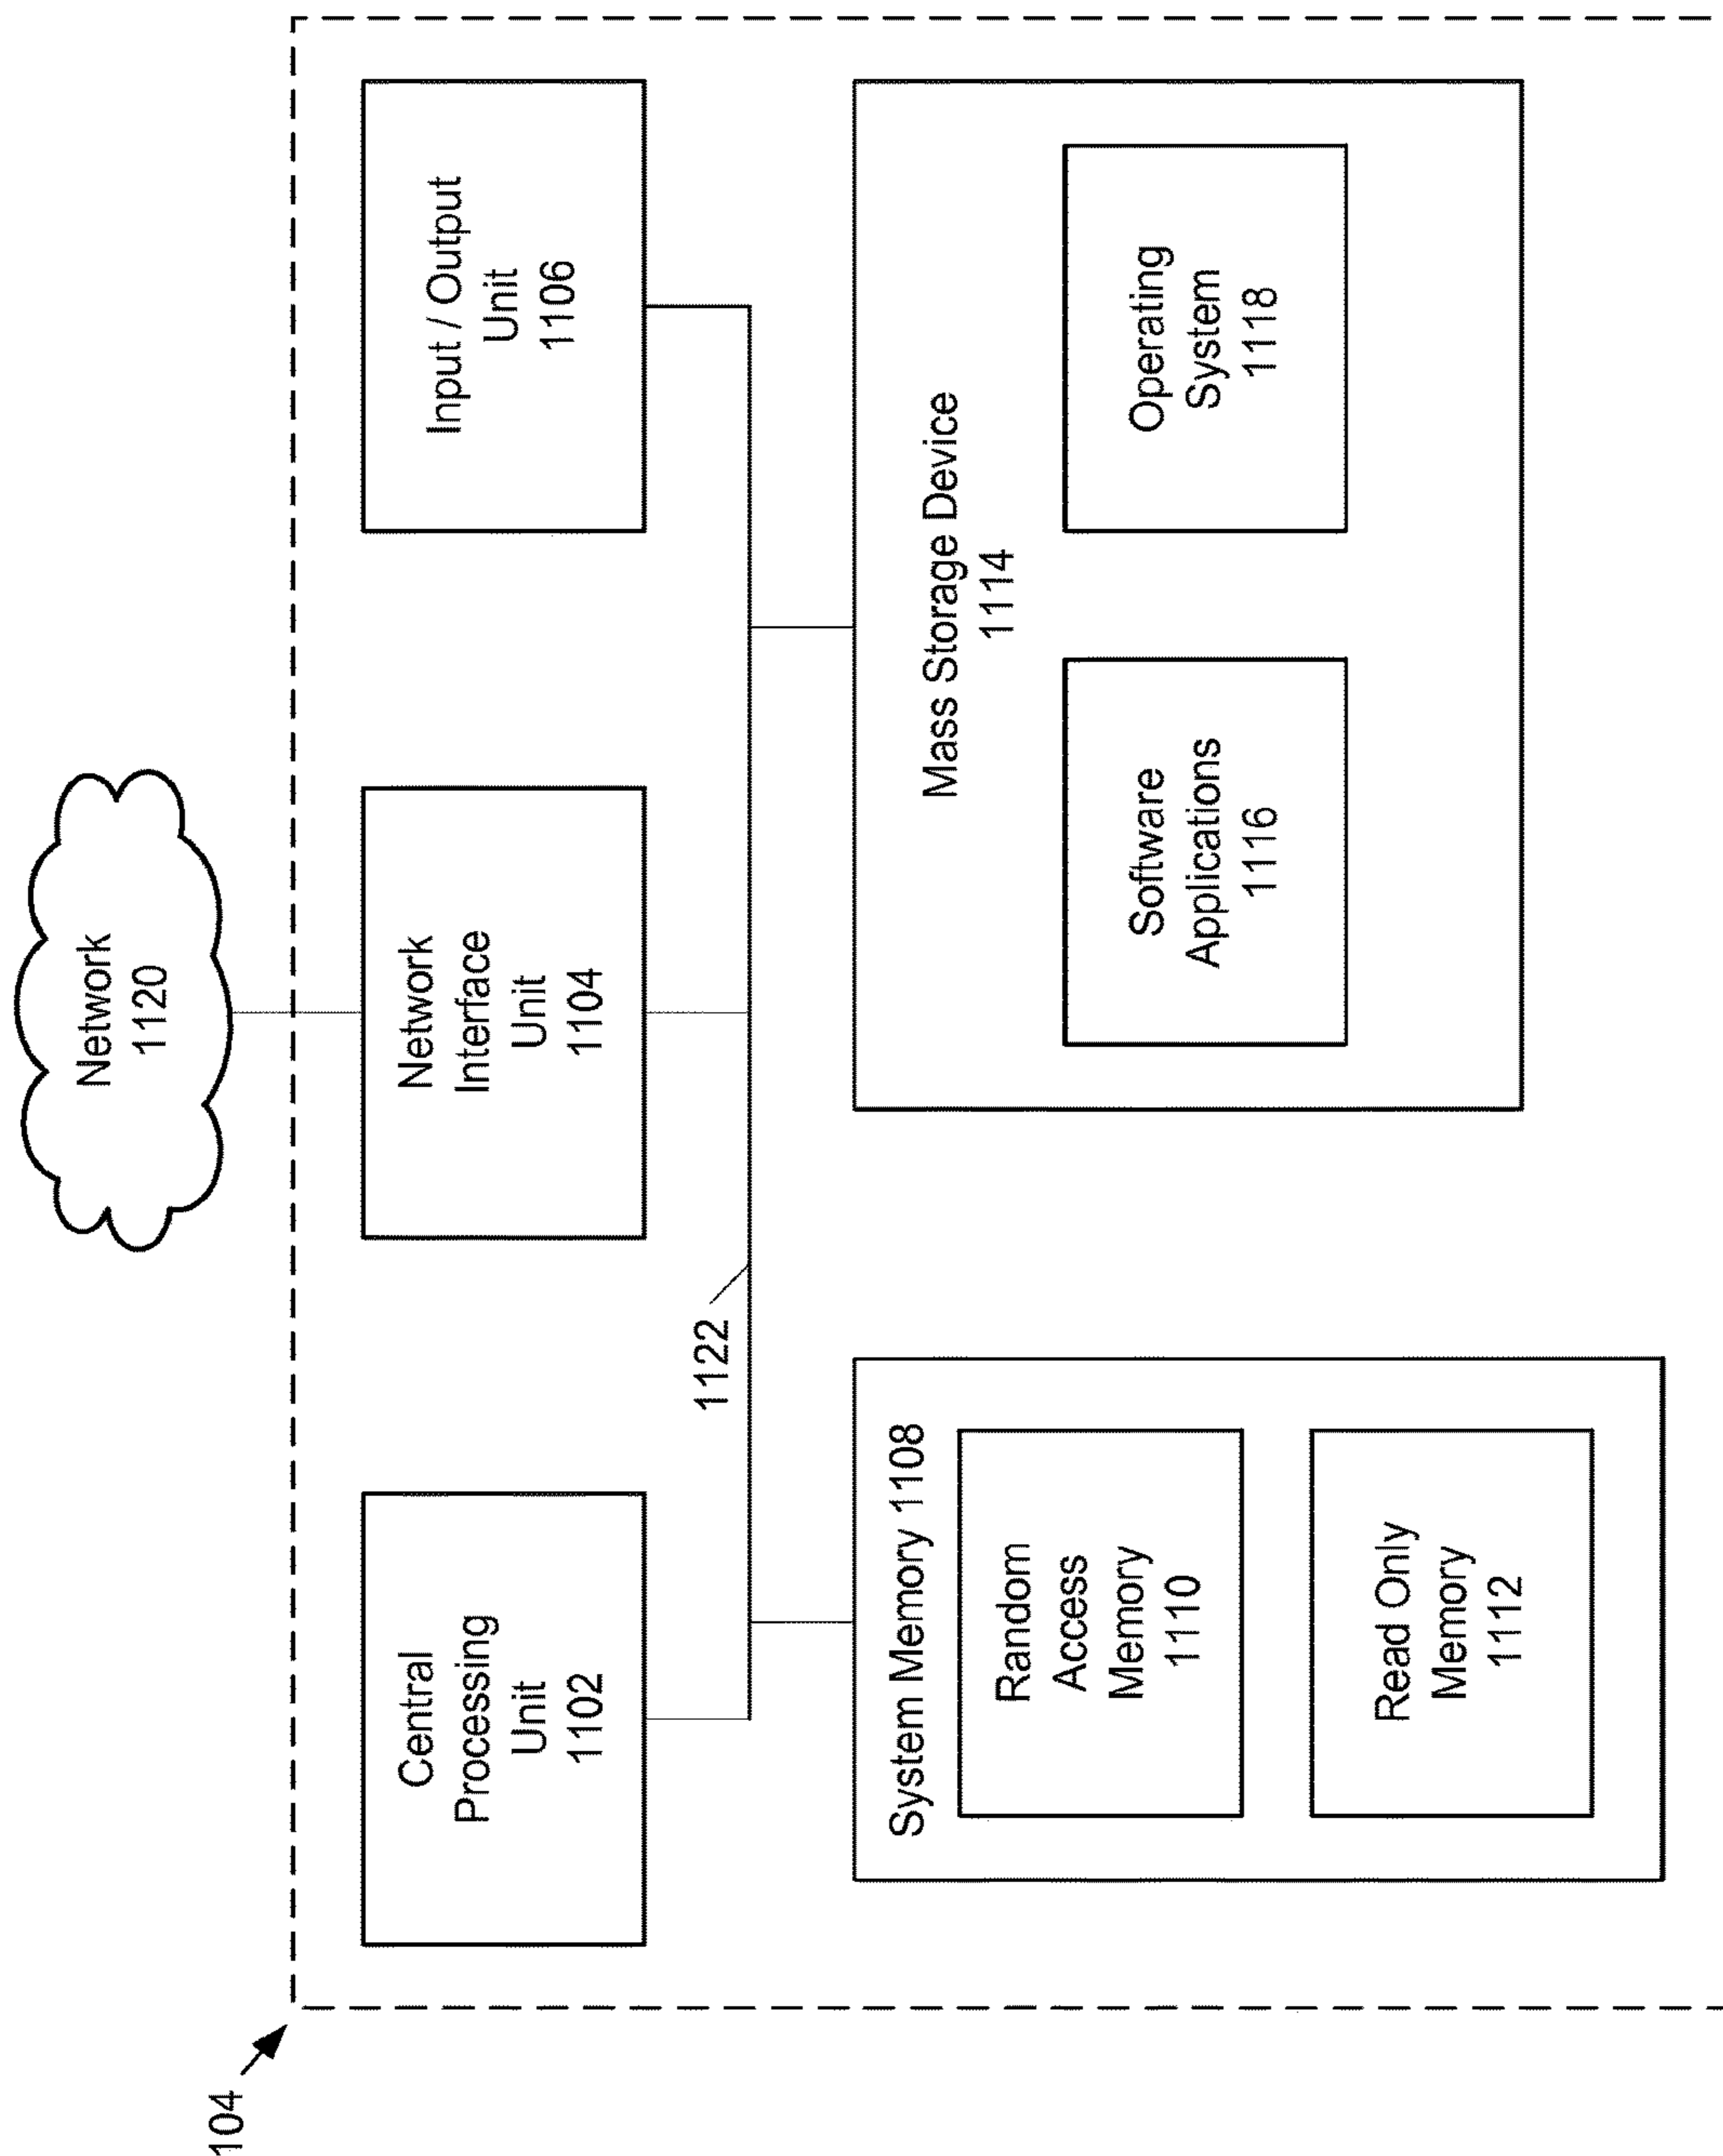 104
Network
1120
Central
Processing
Unit
1102
Network
Interface
Unit
1104
Input / Output
Unit
1106
1122
System Memory 1108
Random
Access
Memory
1110
Read Only
Memory
1112
Mass Storage Device
1114
Software
Applications
1116
Operating
System
1118